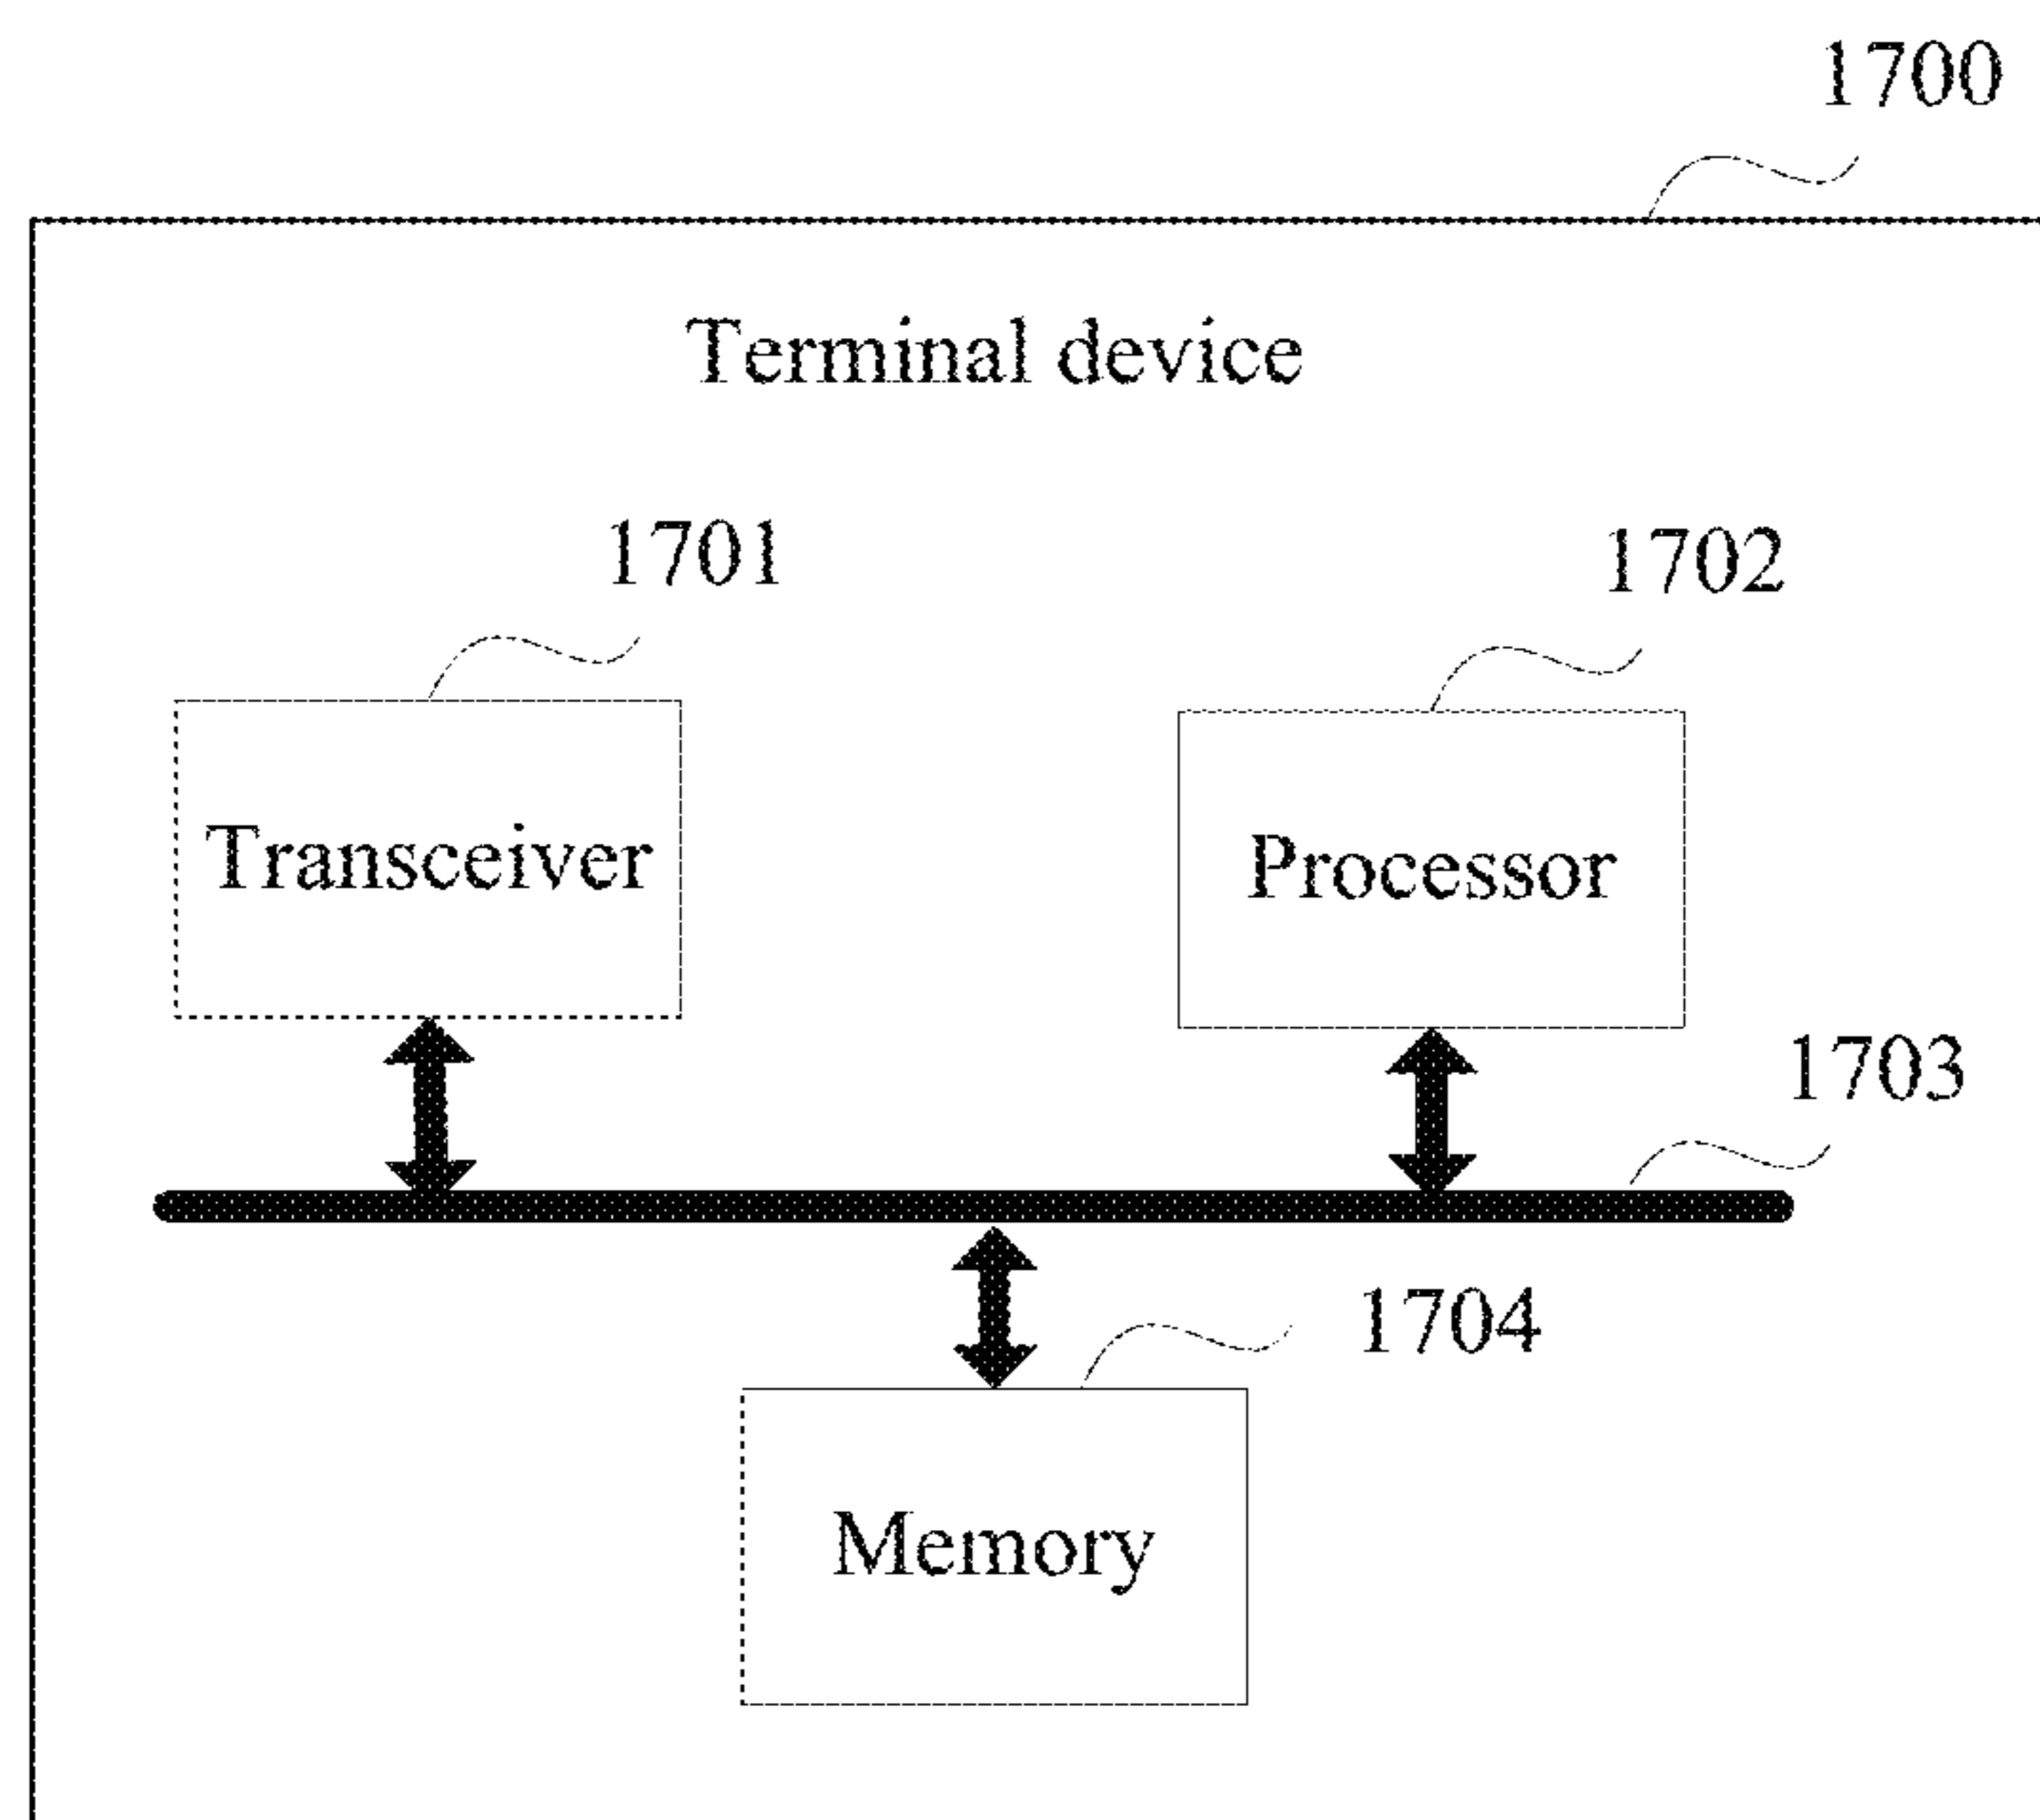 1700
Terminal device
1701
1702
Transceiver
Processor
1703
1704
Memory